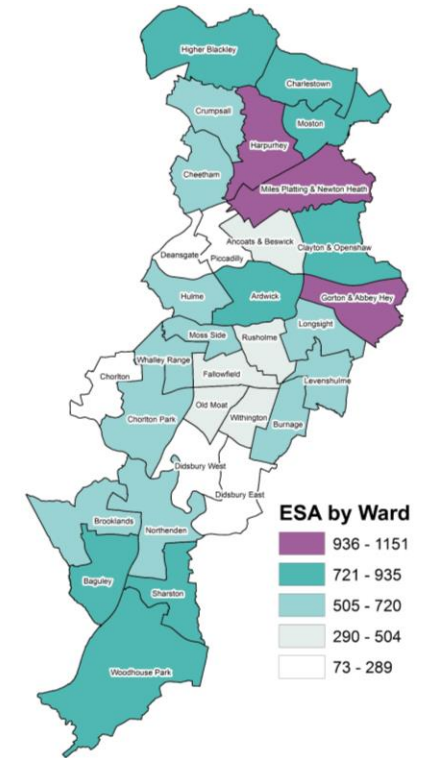 Higher Blackley
Charlestown
Crumpsall
Moston
Harpurhey
Cheetham
Miles Platting & Newton Heath
Ancoats & Beswick
Clayton & Openshaw
Deansgate
Piccadilly
Hulme
Ardwick
Gorton & Abbey Hey
Longsight
Moss Side
Rusholme
Whalley Range
Chorlton
Fallowfield
Levenshulme
Old Moat
Withington
Chorlton Park
Burnage
Didsbury West
Didsbury East
Brooklands
Northenden
Baguley
Sharston
Woodhouse Park
ESA by Ward
936 - 1151
721 - 935
505 - 720
290 - 504
73 - 289